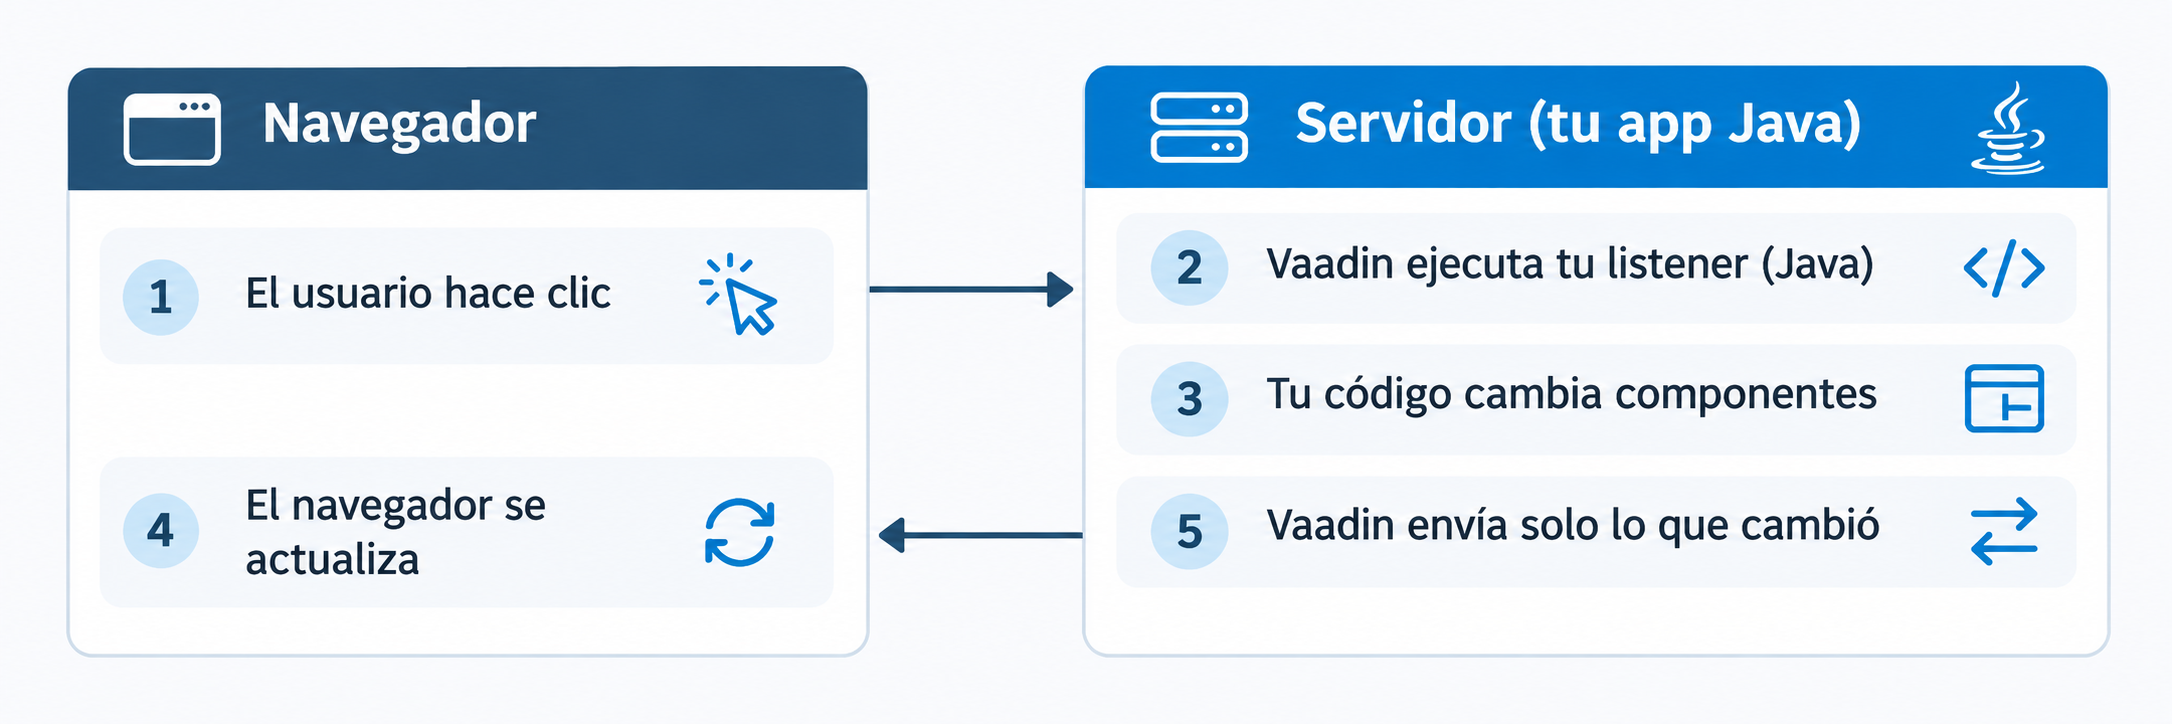 Navegador
1
El usuario hace clic
4
El navegador se
actualiza
Servidor (tu app Java)
2
Vaadin ejecuta tu listener (Java)
3
Tu código cambia componentes
5
Vaadin envía solo lo que cambió